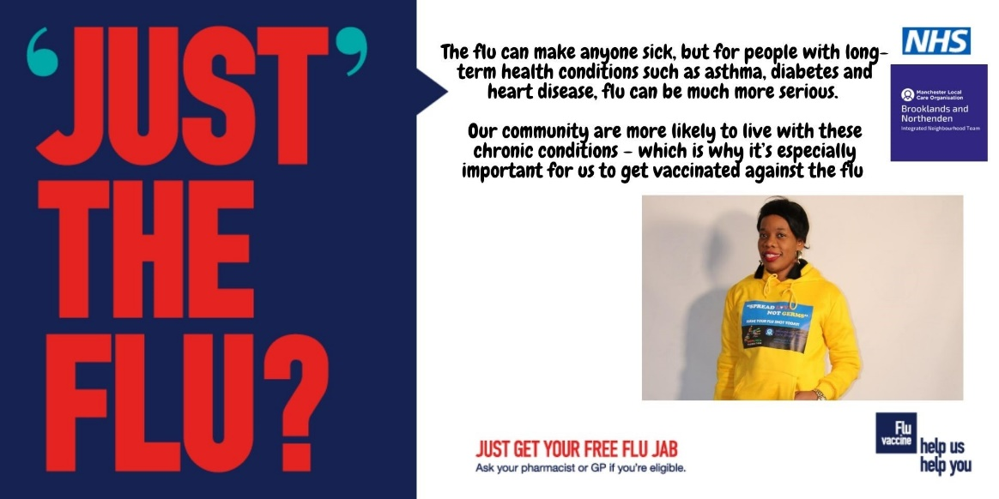 ‘JUST’
THE
FLU?
The flu can make anyone sick, but for people with long-
term health conditions such as asthma, diabetes and
heart disease, flu can be much more serious.
Our community are more likely to live with these
chronic conditions – which is why it’s especially
important for us to get vaccinated against the flu
NHS
Manchester Local
Care Organisation
Brooklands and
Northenden
Integrated Neighbourhood Team
"SPREAD
NOT GERMS"
YOUR FLU SHOT TODAY!
JUST GET YOUR FREE FLU JAB
Ask your pharmacist or GP if you’re eligible.
Flu
vaccine
help us
help you